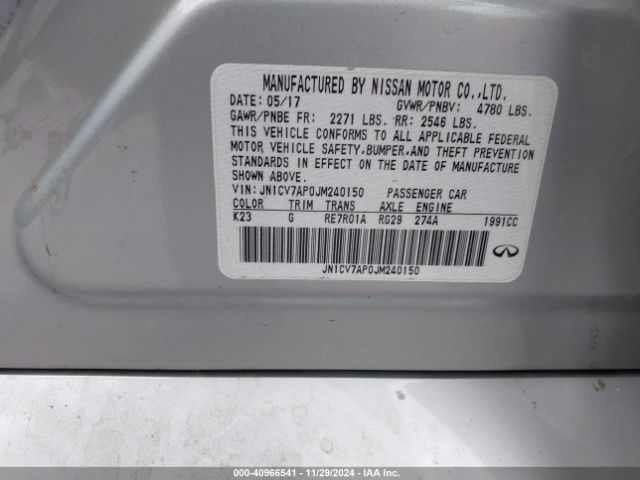 MANUFACTURED BY NISSAN MOTOR CO.,LTD.
DATE: 05/17 GVWR/PNBV: 4780 LBS.
GAWR/PNBE FR: 2271 LBS. RR: 2546 LBS.
THIS VEHICLE CONFORMS TO ALL APPLICABLE FEDERAL
MOTOR VEHICLE SAFETY,BUMPER,AND THEFT PREVENTION
STANDARDS IN EFFECT ON THE DATE OF MANUFACTURE
SHOWN ABOVE.
VIN: JN1CV7AP0JM240150 PASSENGER CAR
COLOR TRIM TRANS AXLE ENGINE
K23 G RE7R01A RG29 274A 1991CC
JN1CV7AP0JM240150
000-40966541 - 11/29/2024 - IAA Inc.